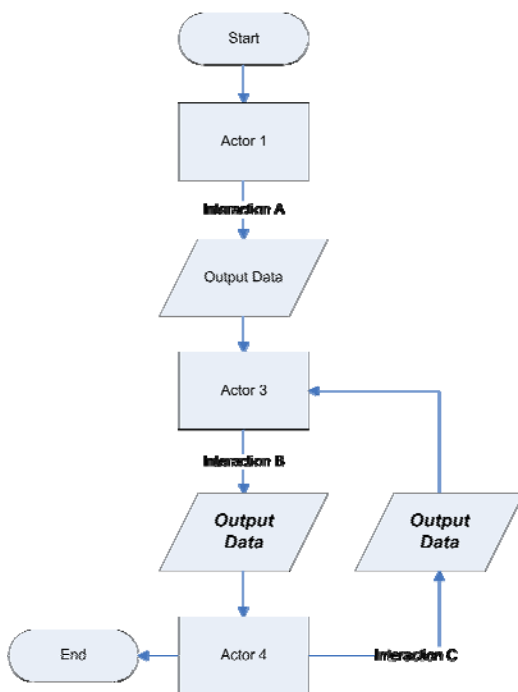 Start
Actor 1
Interaction A
Output Data
Actor 3
Interaction B
Output
Data
Output
Data
End
Actor 4
Interaction C